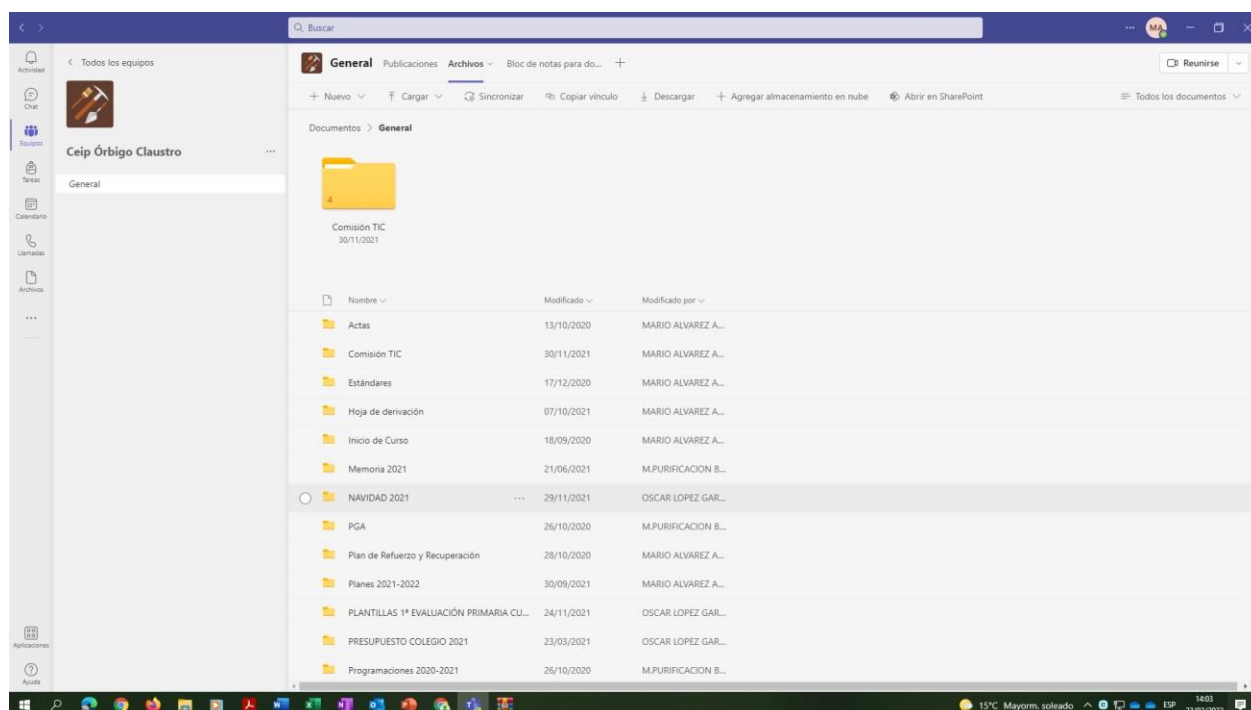 Buscar
MA
Actividad
Chat
Equipos
Tareas
Calendario
Llamadas
Archivos
Aplicaciones
Ayuda
Todos los equipos
Ceip Órbigo Claustro
General
General Publicaciones Archivos Bloc de notas para do... Reunirse
Nuevo Cargar Sincronizar Copiar vínculo Descargar Agregar almacenamiento en nube Abrir en SharePoint Todos los documentos
Documentos > General
4
Comisión TIC
30/11/2021
Nombre Modificado Modificado por
Actas 13/10/2020 MARIO ALVAREZ A...
Comisión TIC 30/11/2021 MARIO ALVAREZ A...
Estándares 17/12/2020 MARIO ALVAREZ A...
Hoja de derivación 07/10/2021 MARIO ALVAREZ A...
Inicio de Curso 18/09/2020 MARIO ALVAREZ A...
Memoria 2021 21/06/2021 M.PURIFICACION B...
NAVIDAD 2021 ... 29/11/2021 OSCAR LOPEZ GAR...
PGA 26/10/2020 M.PURIFICACION B...
Plan de Refuerzo y Recuperación 28/10/2020 MARIO ALVAREZ A...
Planes 2021-2022 30/09/2021 MARIO ALVAREZ A...
PLANTILLAS 1ª EVALUACIÓN PRIMARIA CU... 24/11/2021 OSCAR LOPEZ GAR...
PRESUPUESTO COLEGIO 2021 23/03/2021 OSCAR LOPEZ GAR...
Programaciones 2020-2021 26/10/2020 M.PURIFICACION B...
15°C Mayorm. soleado ESP 14:03